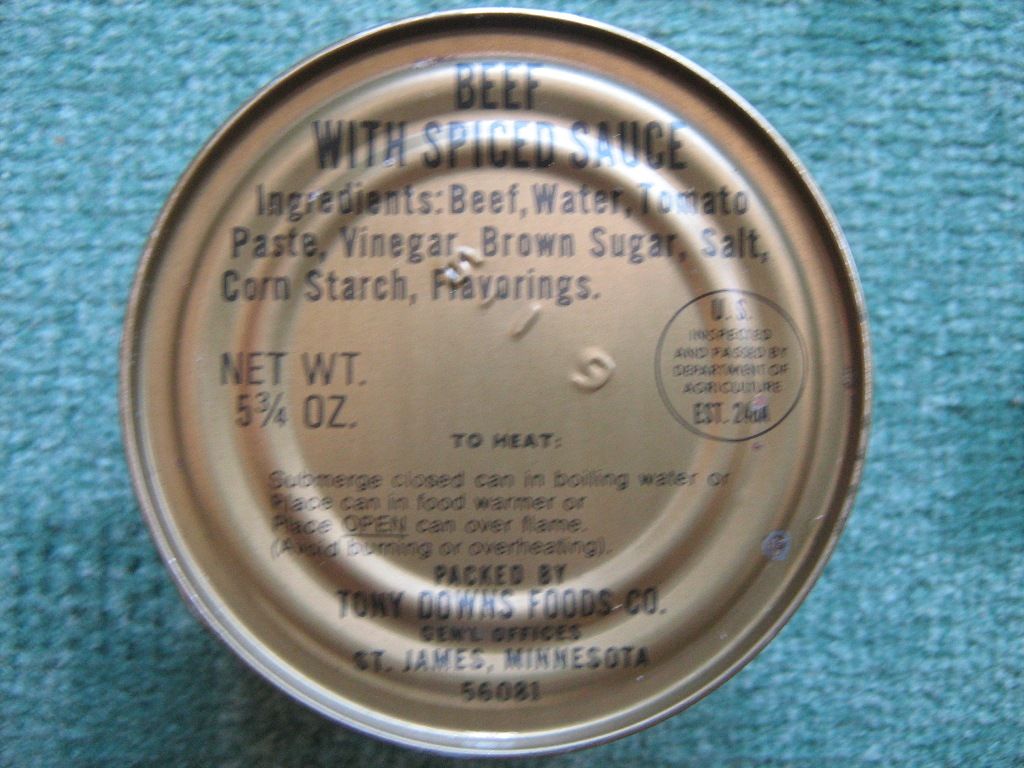 BEEF
WITH SPICED SAUCE
Ingredients: Beef, Water, Tomato
Paste, Vinegar, Brown Sugar, Salt,
Corn Starch, Flavorings.
U.S.
INSPECTED
AND PASSED BY
DEPARTMENT OF
AGRICULTURE
EST.
NET WT.
5¾ OZ.
TO HEAT:
Submerge closed can in boiling water or
Place can in food warmer or
Place OPEN can over flame.
(Avoid burning or overheating).
PACKED BY
TONY DOWNS FOODS CO.
GEN'L OFFICES
ST. JAMES, MINNESOTA
56081